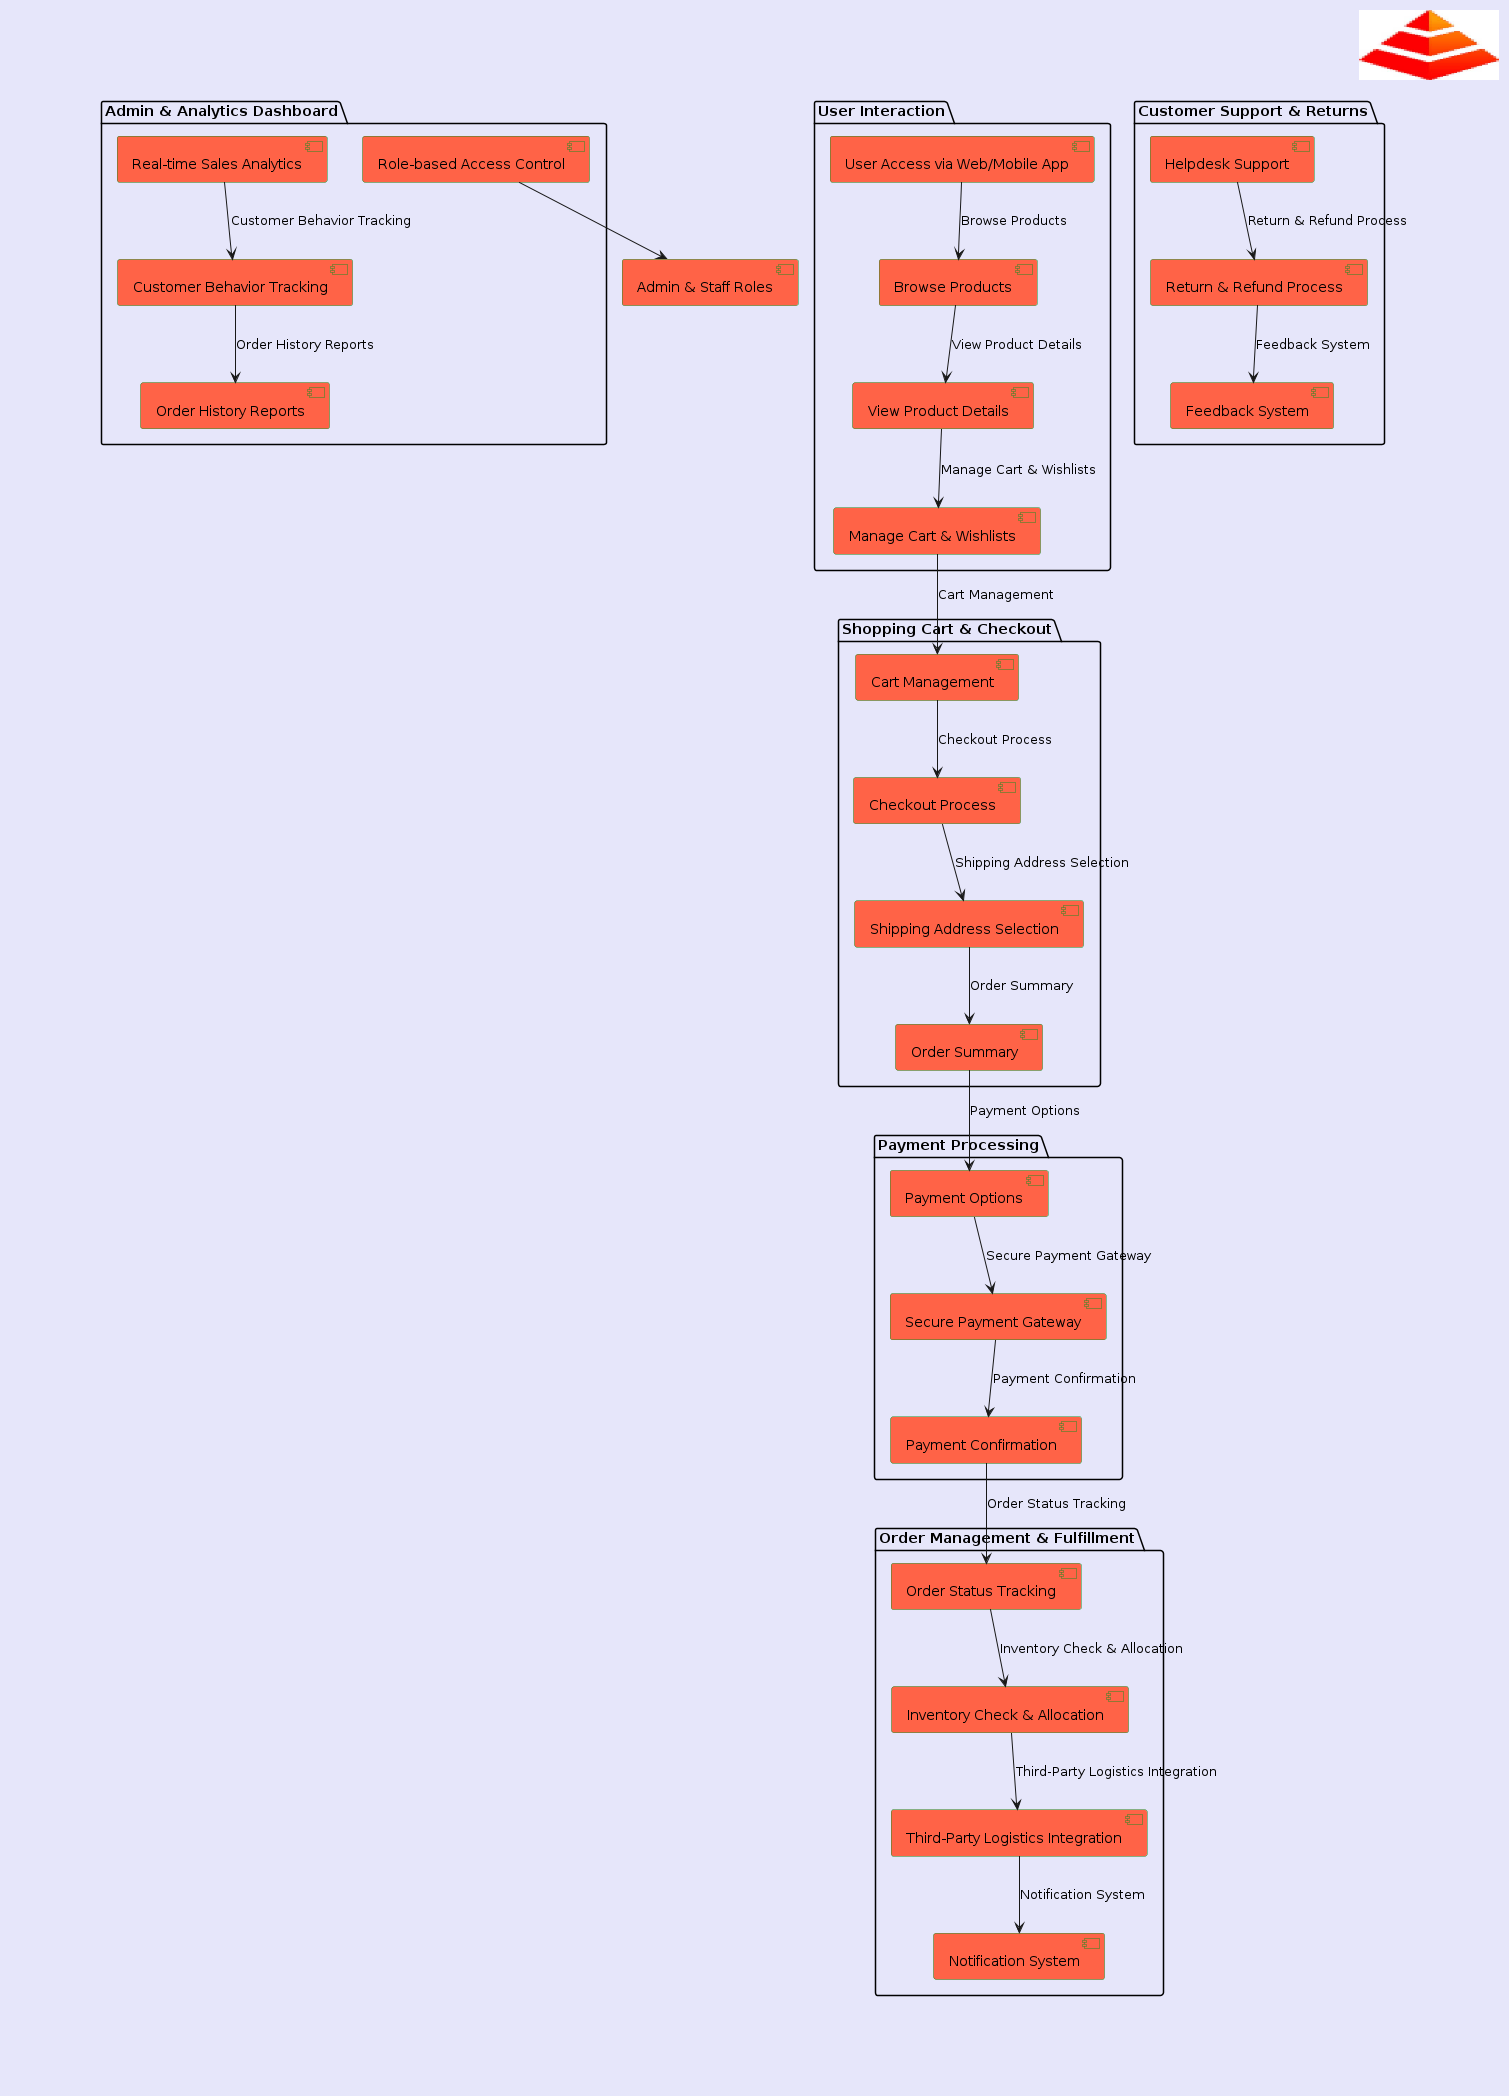 Admin & Analytics Dashboard
Real-time Sales Analytics
Role-based Access Control
Customer Behavior Tracking
Customer Behavior Tracking
Admin & Staff Roles
Order History Reports
Order History Reports
User Interaction
User Access via Web/Mobile App
Browse Products
Browse Products
View Product Details
View Product Details
Manage Cart & Wishlists
Manage Cart & Wishlists
Customer Support & Returns
Helpdesk Support
Return & Refund Process
Return & Refund Process
Feedback System
Feedback System
Cart Management
Shopping Cart & Checkout
Cart Management
Checkout Process
Checkout Process
Shipping Address Selection
Shipping Address Selection
Order Summary
Order Summary
Payment Options
Payment Processing
Payment Options
Secure Payment Gateway
Secure Payment Gateway
Payment Confirmation
Payment Confirmation
Order Status Tracking
Order Management & Fulfillment
Order Status Tracking
Inventory Check & Allocation
Inventory Check & Allocation
Third-Party Logistics Integration
Third-Party Logistics Integration
Notification System
Notification System